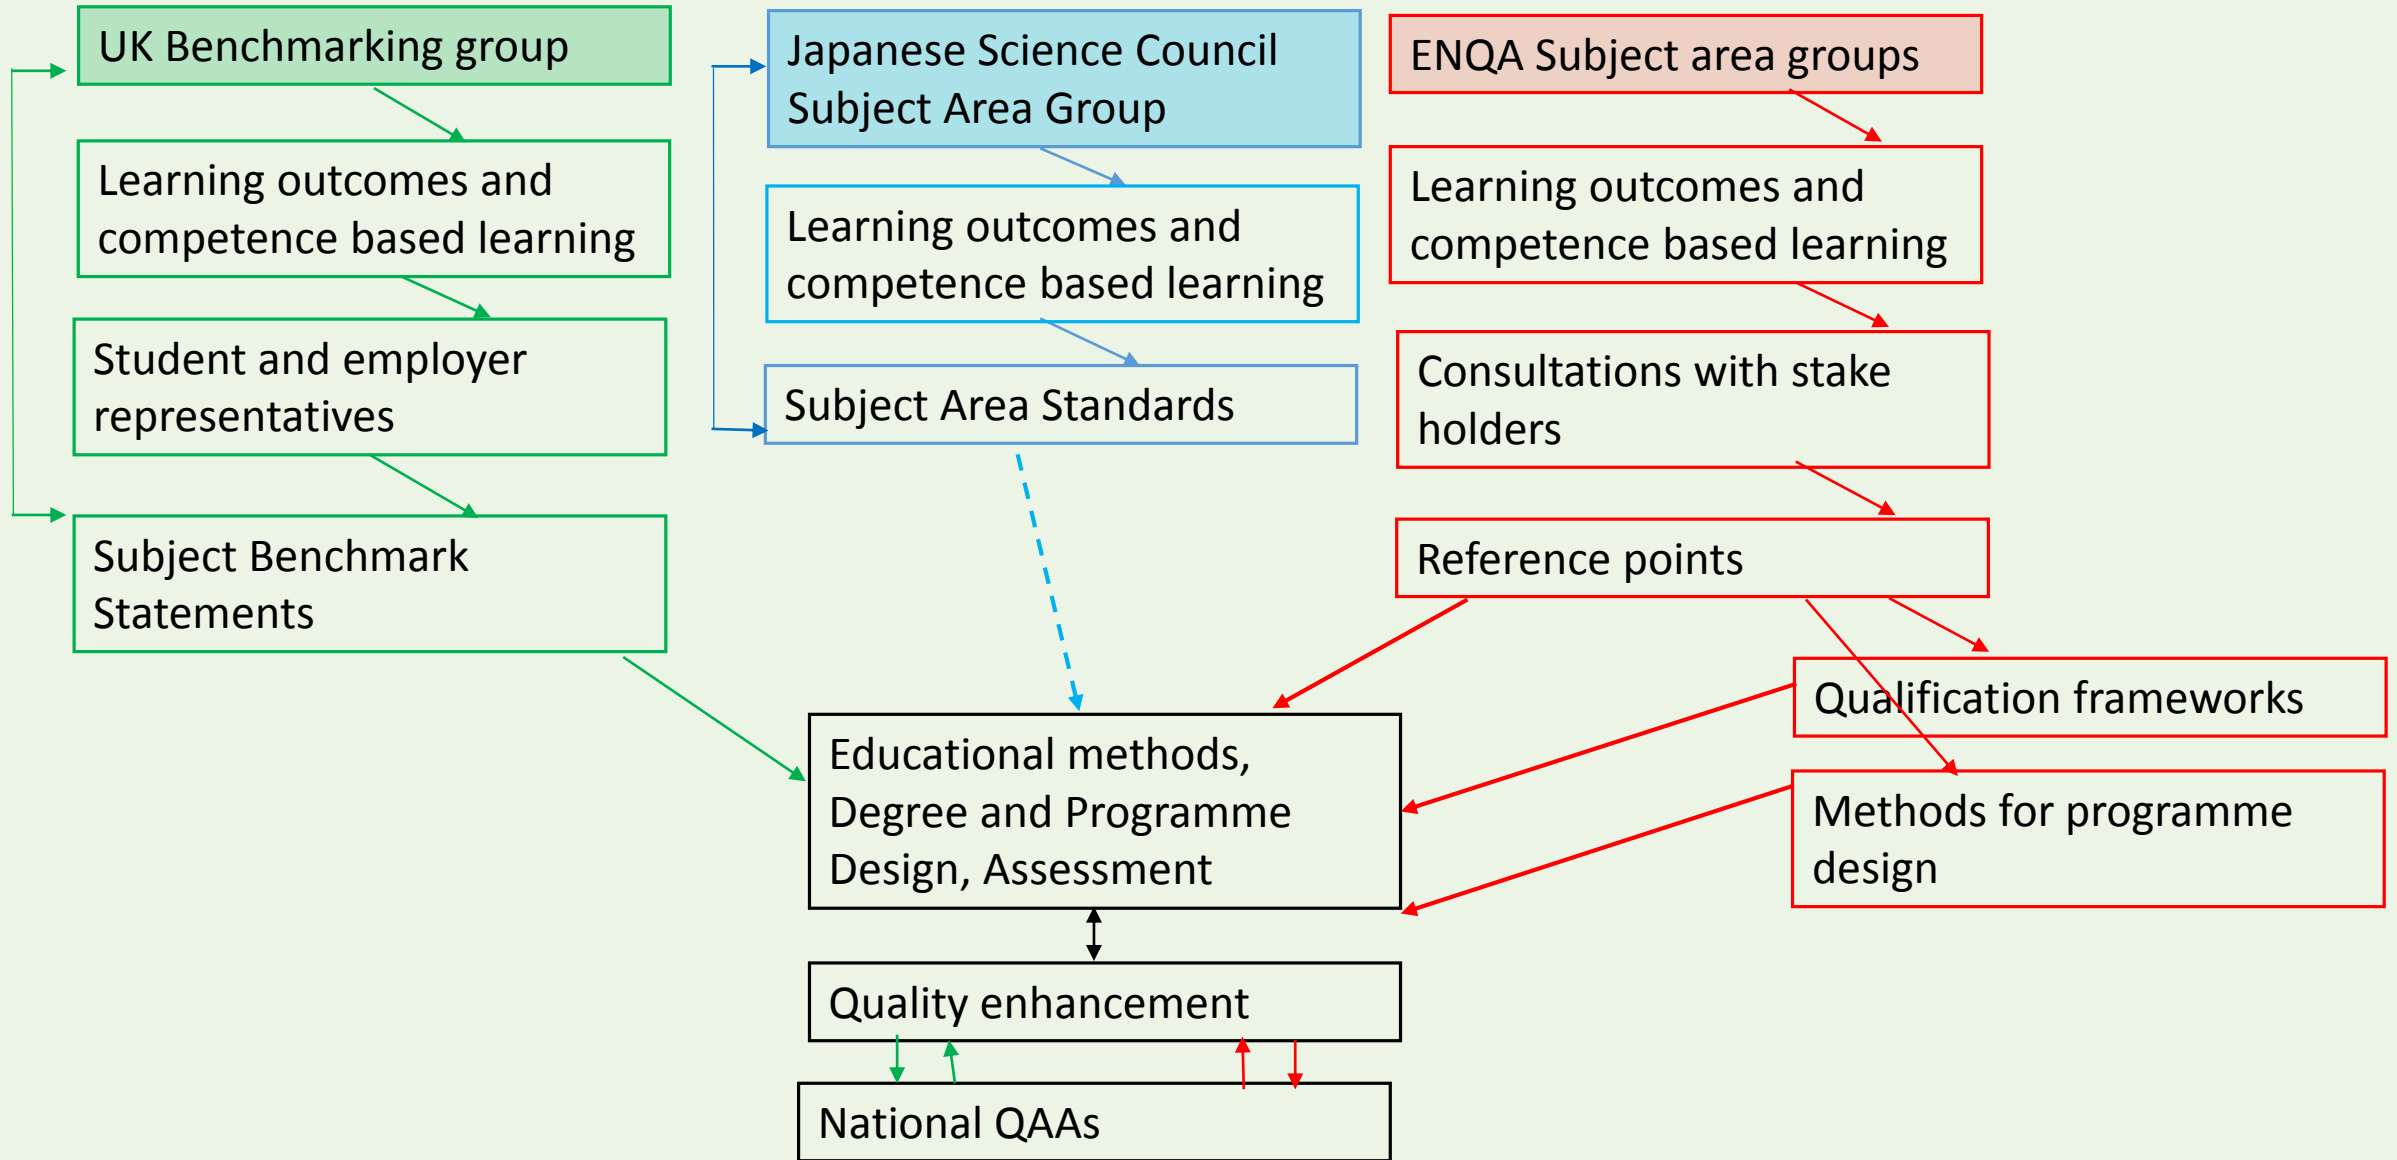 UK Benchmarking group
Learning outcomes and
competence based learning
Student and employer
representatives
Subject Benchmark
Statements
Japanese Science Council
Subject Area Group
Learning outcomes and
competence based learning
Subject Area Standards
ENQA Subject area groups
Learning outcomes and
competence based learning
Consultations with stake
holders
Reference points
Qualification frameworks
Methods for programme
design
Educational methods,
Degree and Programme
Design, Assessment
Quality enhancement
National QAAs